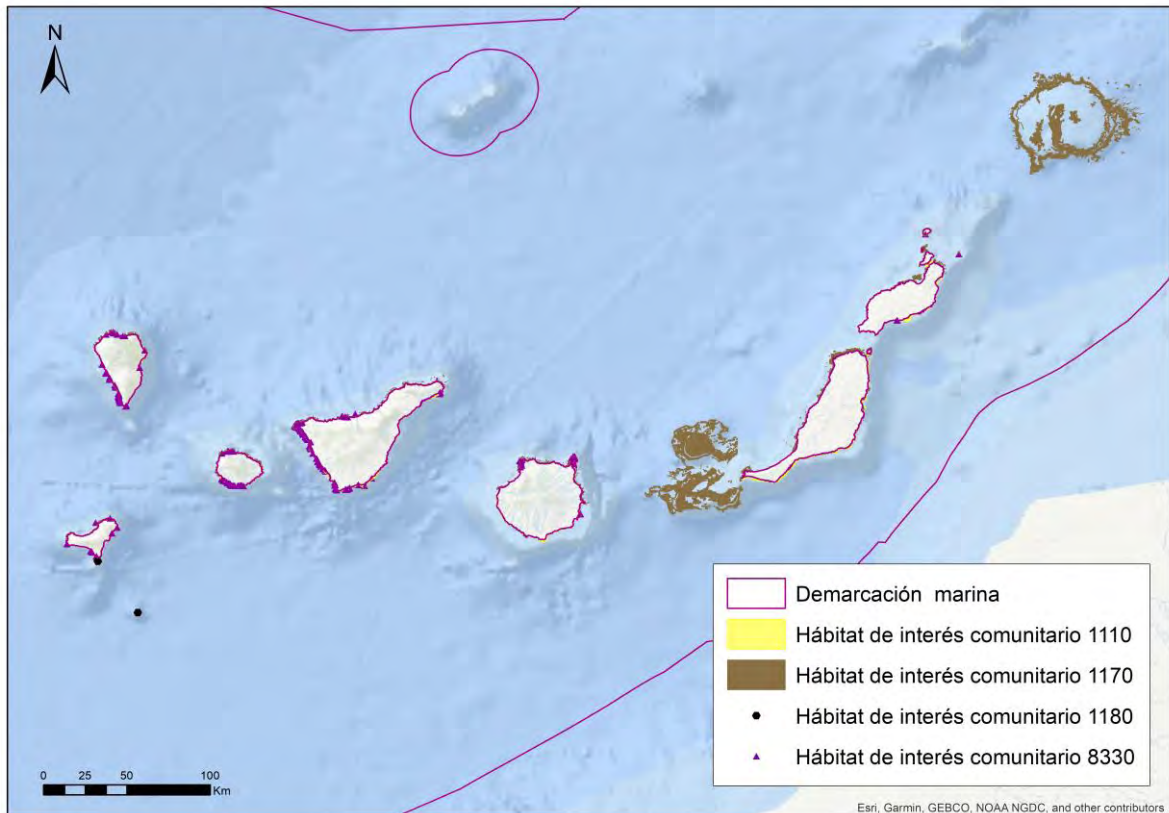 N
Demarcación marina
Hábitat de interés comunitario 1110
Hábitat de interés comunitario 1170
Hábitat de interés comunitario 1180
Hábitat de interés comunitario 8330
0 25 50 100
Km
Esri, Garmin, GEBCO, NOAA NGDC, and other contributors